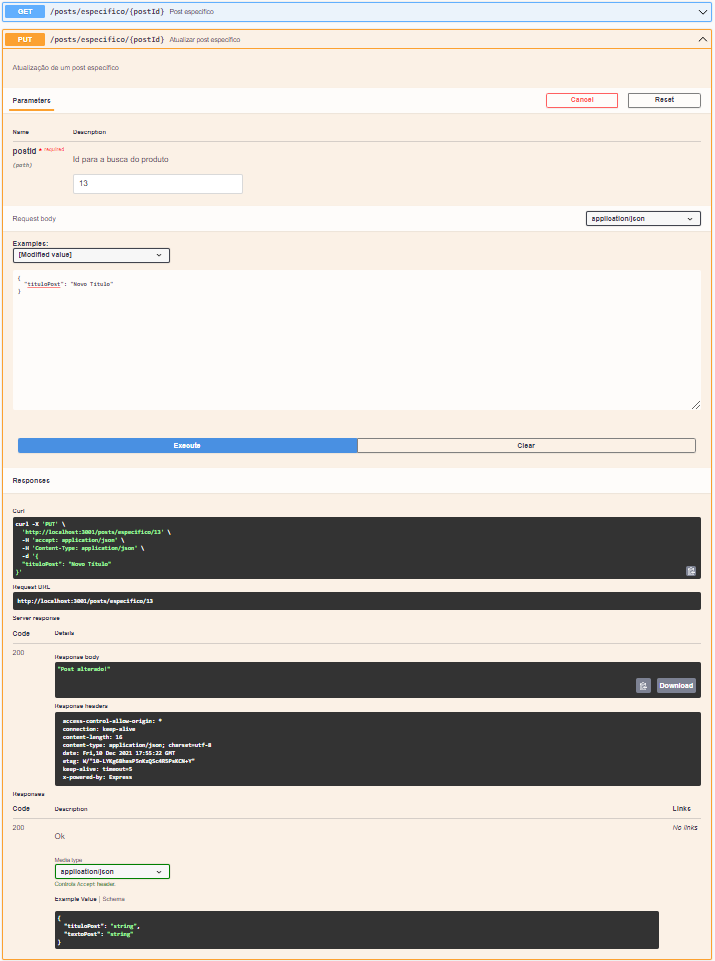 GET /posts/especifico/{postId} Post específico
PUT /posts/especifico/{postId} Atualizar post específico
Atualização de um post específico
Parameters Cancel Reset
Name Description
postId * required
(path)
Id para a busca do produto
13
Request body application/json
Examples:
[Modified value]
{
"tituloPost": "Novo Titulo"
}
Execute Clear
Responses
Curl
curl -X 'PUT' \
'http://localhost:3001/posts/especifico/13' \
-H 'accept: application/json' \
-H 'Content-Type: application/json' \
-d '{
"tituloPost": "Novo Titulo"
}'
Request URL
http://localhost:3001/posts/especifico/13
Server response
Code Details
200
Response body
"Post alterado!"
Download
Response headers
access-control-allow-origin: *
connection: keep-alive
content-length: 16
content-type: application/json; charset=utf-8
date: Fri,10 Dec 2021 17:55:22 GMT
keep-alive: timeout=5
x-powered-by: Express
Responses
Code Description Links
200 Ok No links
Media type
application/json
Controls Accept header.
Example Value | Schema
{
"tituloPost": "string",
"textoPost": "string"
}